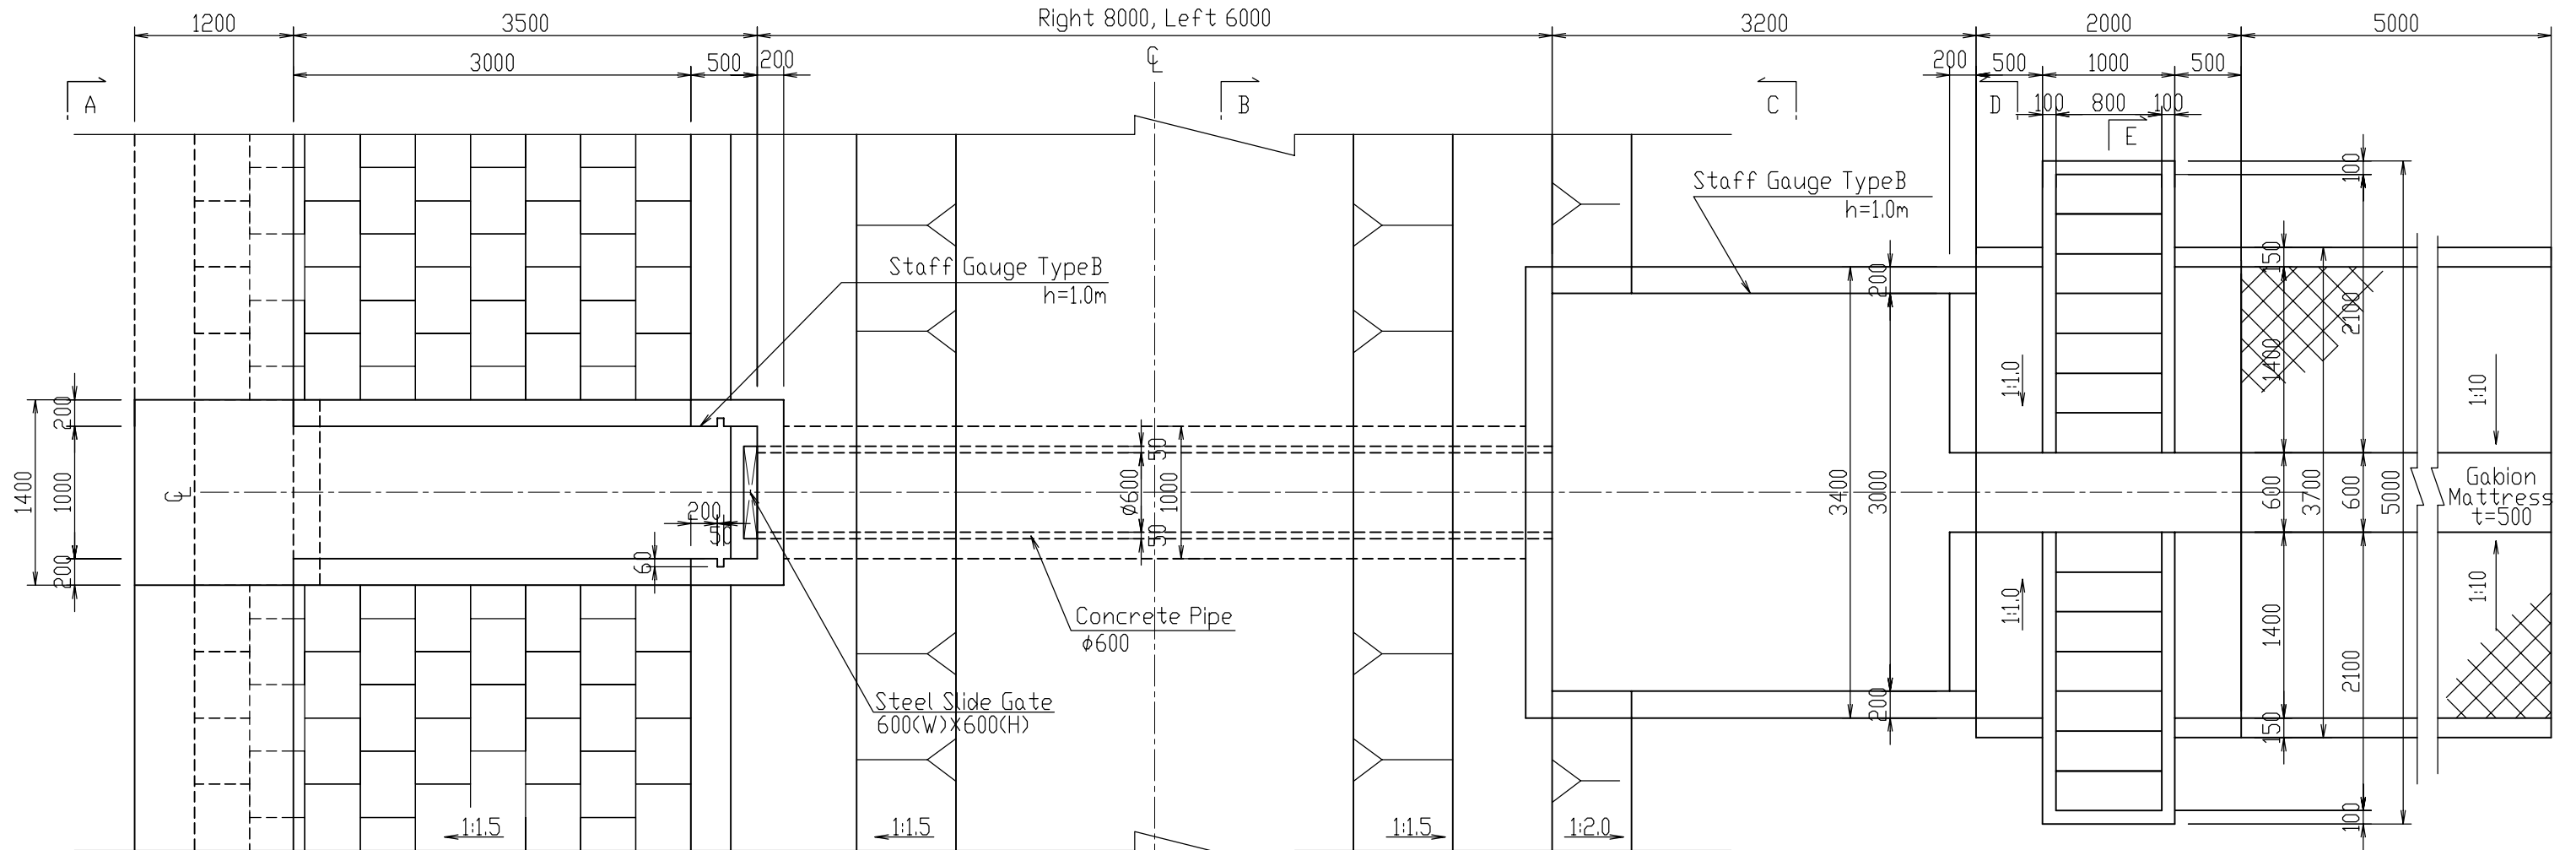 Right 8000, Left 6000
1200
3500
3200
2000
5000
3000
500
200
℄
200
500
1000
500
A
B
C
D
100
800
100
E
100
Staff Gauge TypeB
h=1.0m
150
200
Staff Gauge TypeB
h=1.0m
2100
1400
1:1.0
1:10
200
50
1400
1000
℄
200
50
φ600
1000
3400
3000
600
3700
600
5000
Gabion
Mattress
t=500
50
200
60
1:1.0
1:10
Concrete Pipe
φ600
1400
2100
Steel Slide Gate
600(W)×600(H)
200
150
1:1.5
1:1.5
1:1.5
1:2.0
100